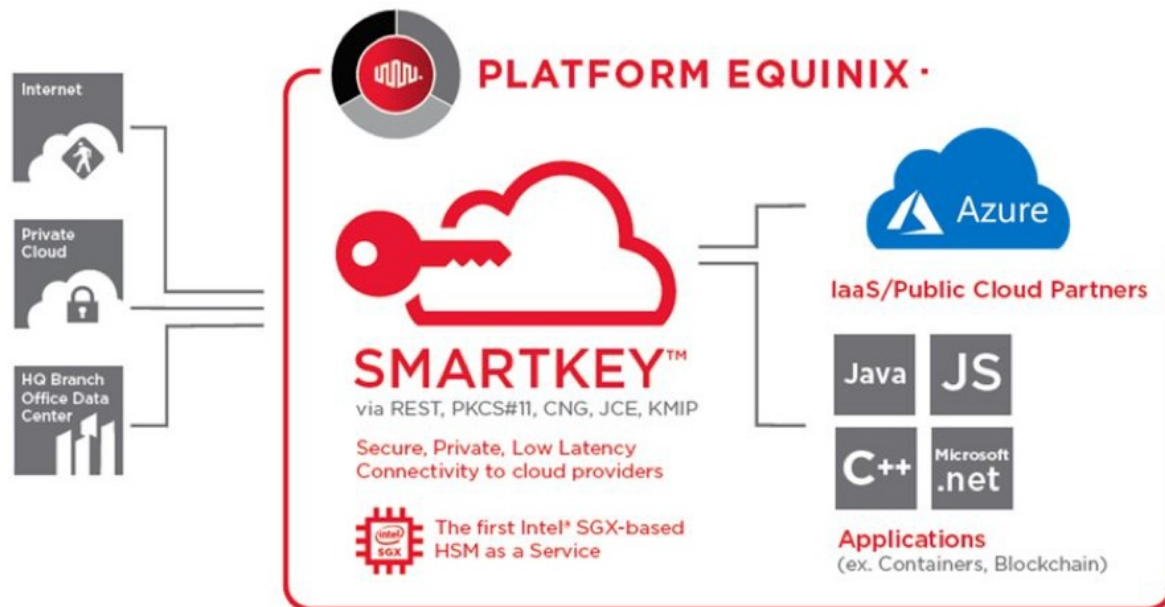 PLATFORM EQUINIX
Internet
Private
Cloud
HQ Branch
Office Data
Center
SMARTKEY™
via REST, PKCS#11, CNG, JCE, KMIP
Secure, Private, Low Latency
Connectivity to cloud providers
intel
SGX
The first Intel® SGX-based
HSM as a Service
Azure
IaaS/Public Cloud Partners
Java
JS
C++
Microsoft
.net
Applications
(ex. Containers, Blockchain)